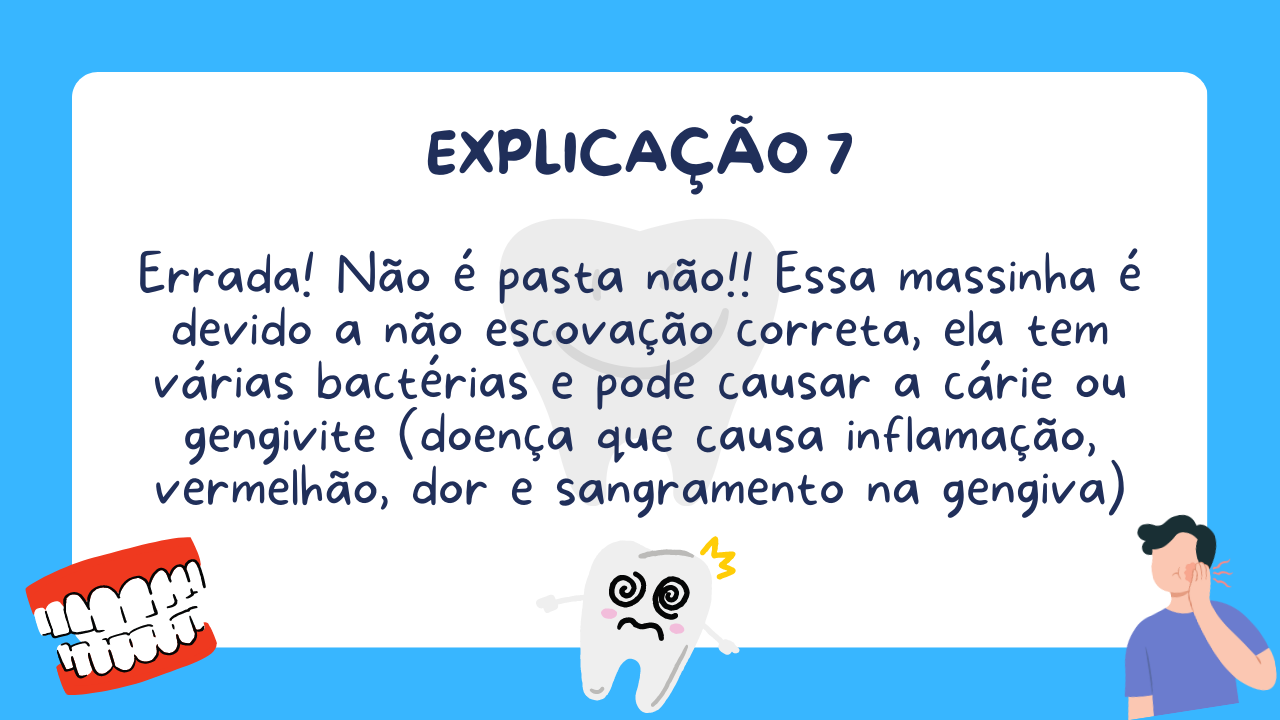 EXPLICAÇÃO 7
Errada! Não é pasta não!! Essa massinha é
devido a não escovação correta, ela tem
várias bactérias e pode causar a cárie ou
gengivite (doença que causa inflamação,
vermelhão, dor e sangramento na gengiva)